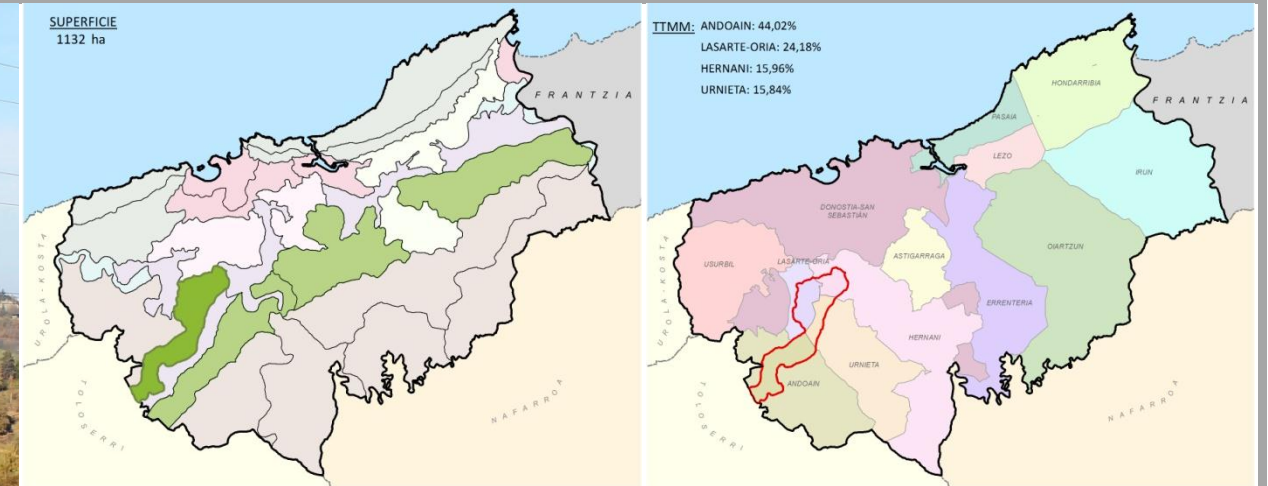 SUPERFICIE
1132 ha
FRANTZIA
UROLA-KOSTA
TOLOSERRI
TTMM: ANDOAIN: 44,02%
LASARTE-ORIA: 24,18%
HERNANI: 15,96%
URNIETA: 15,84%
HONDARRIBIA
FRANTZIA
PASAIA
LEZO
IRUN
DONOSTIA-SAN
SEBASTIÁN
OIARTZUN
ASTIGARRAGA
USURBIL
LASARTE-ORIA
ERRENTERIA
UROLA-KOSTA
HERNANI
URNIETA
ANDOAIN
TOLOSERRI
NAFARROA